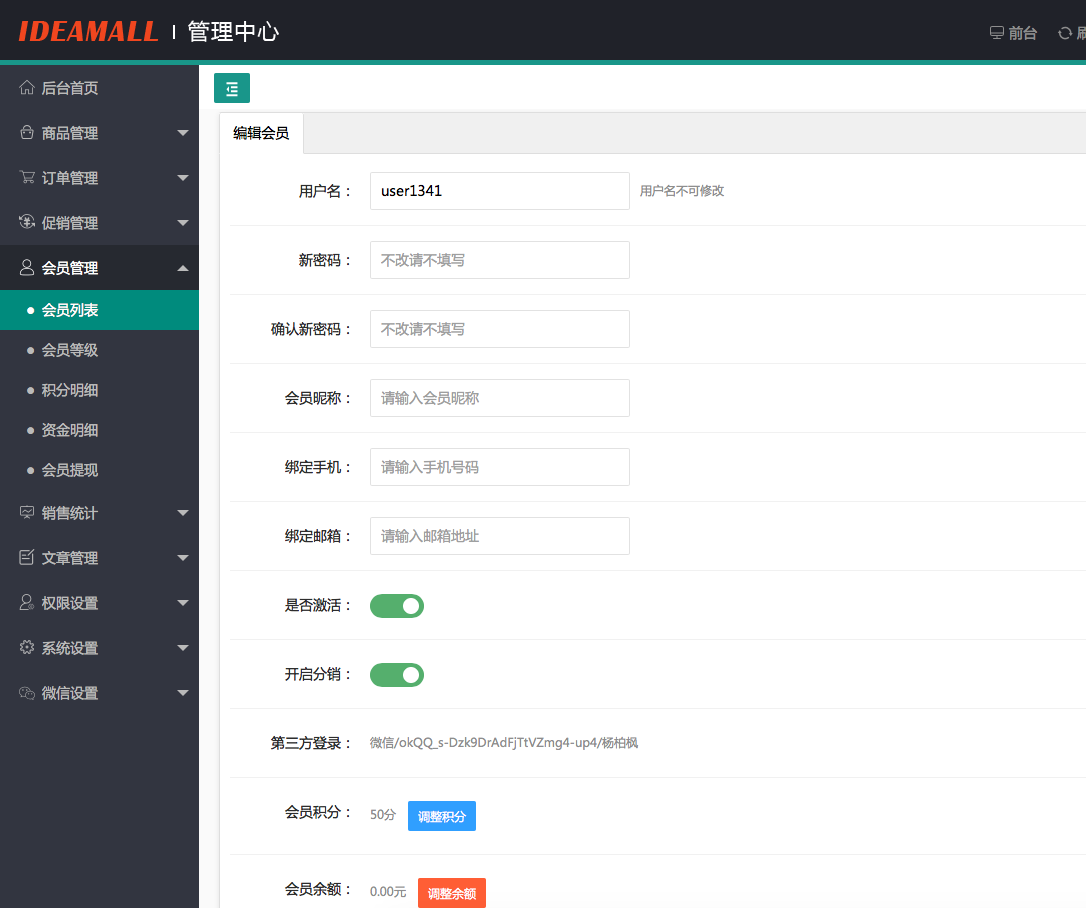 IDEAMALL | 管理中心
前台
后台首页
商品管理
订单管理
促销管理
会员管理
会员列表
会员等级
积分明细
资金明细
会员提现
销售统计
文章管理
权限设置
系统设置
微信设置
编辑会员
用户名： user1341 用户名不可修改
新密码： 不改请不填写
确认新密码： 不改请不填写
会员昵称： 请输入会员昵称
绑定手机： 请输入手机号码
绑定邮箱： 请输入邮箱地址
是否激活：
开启分销：
第三方登录： 微信/okQQ_s-Dzk9DrAdFjTtVZmg4-up4/杨柏枫
会员积分： 50分 调整积分
会员余额： 0.00元 调整余额